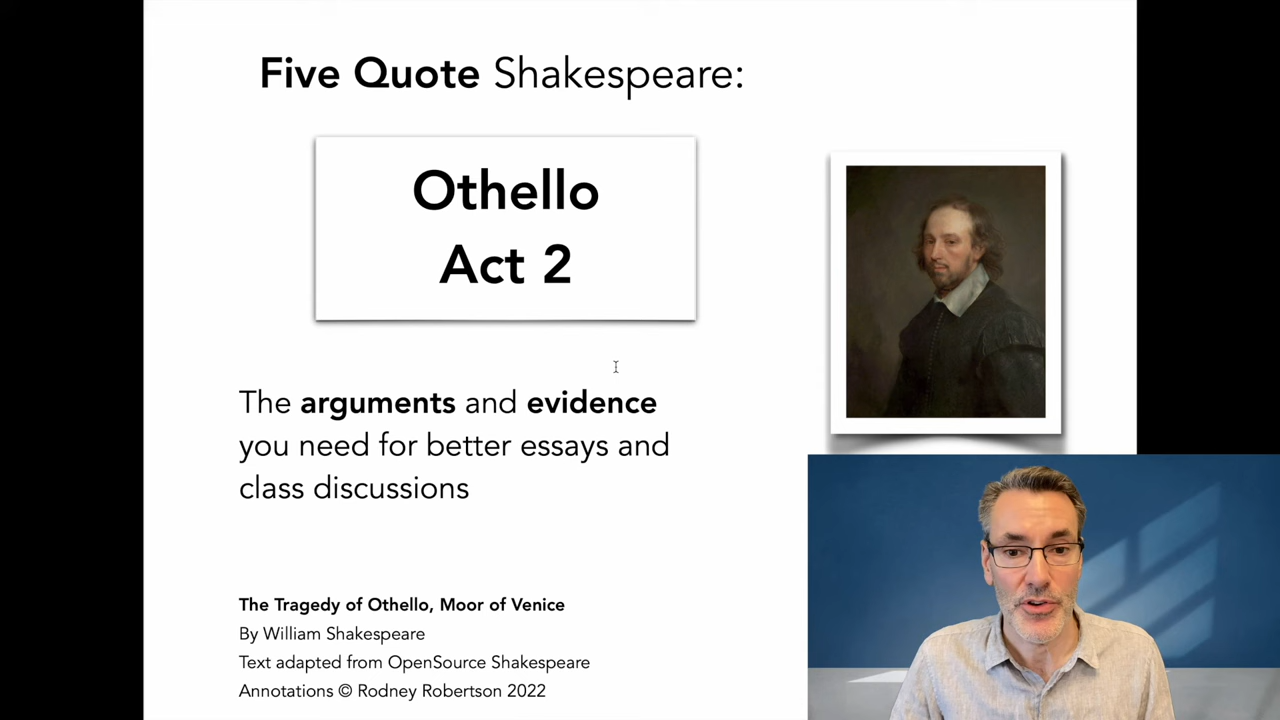 Five Quote Shakespeare:
Othello
Act 2
The arguments and evidence
you need for better essays and
class discussions
The Tragedy of Othello, Moor of Venice
By William Shakespeare
Text adapted from OpenSource Shakespeare
Annotations © Rodney Robertson 2022